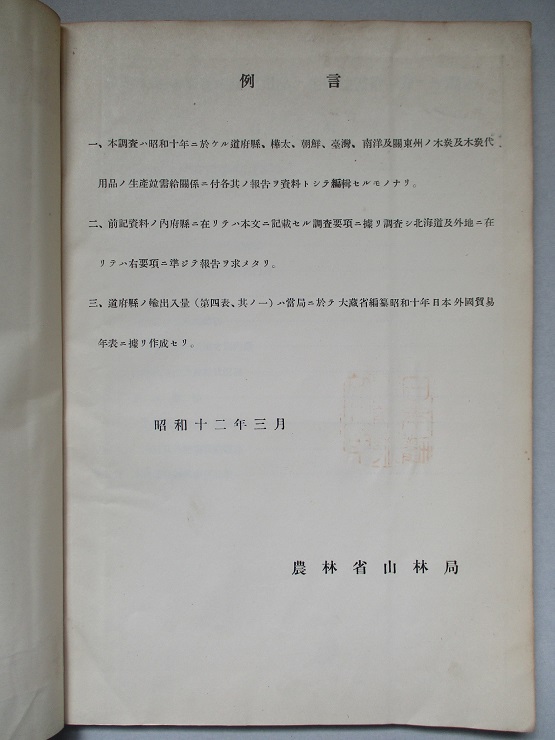 例言
一、本調査ハ昭和十年ニ於ケル道府縣、樺太、朝鮮、臺灣、南洋及關東州ノ木炭及木炭代
用品ノ生產竝需給關係ニ付各其ノ報告ヲ資料トシテ編輯セルモノナリ。
二、前記資料ノ內府縣ニ在リテハ本文ニ記載セル調査要項ニ據リ調査シ北海道及外地ニ在
リテハ右要項ニ準ジテ報告ヲ求メタリ。
三、道府縣ノ輸出入量（第四表、其ノ一）ハ當局ニ於テ大藏省編纂昭和十年日本外國貿易
年表ニ據リ作成セリ。
昭和十二年三月
農林省山林局